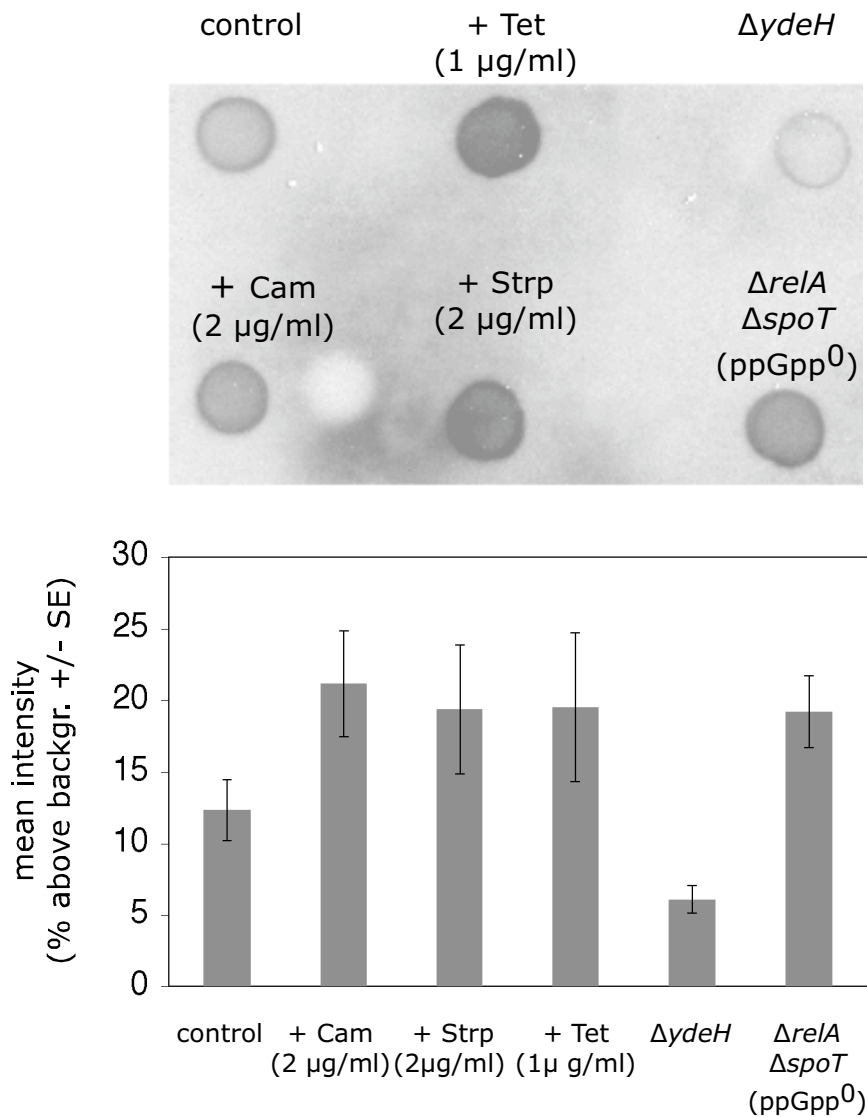 control + Tet ΔydeH
(1 µg/ml)
+ Cam + Strp ΔrelA
(2 µg/ml) (2 µg/ml) ΔspoT
(ppGpp0)
30
25
20
15
10
5
0
mean intensity
(% above backgr. +/- SE)
control + Cam + Strp + Tet ΔydeH ΔrelA
(2 µg/ml) (2µg/ml) (1µ g/ml) ΔspoT
(ppGpp0)